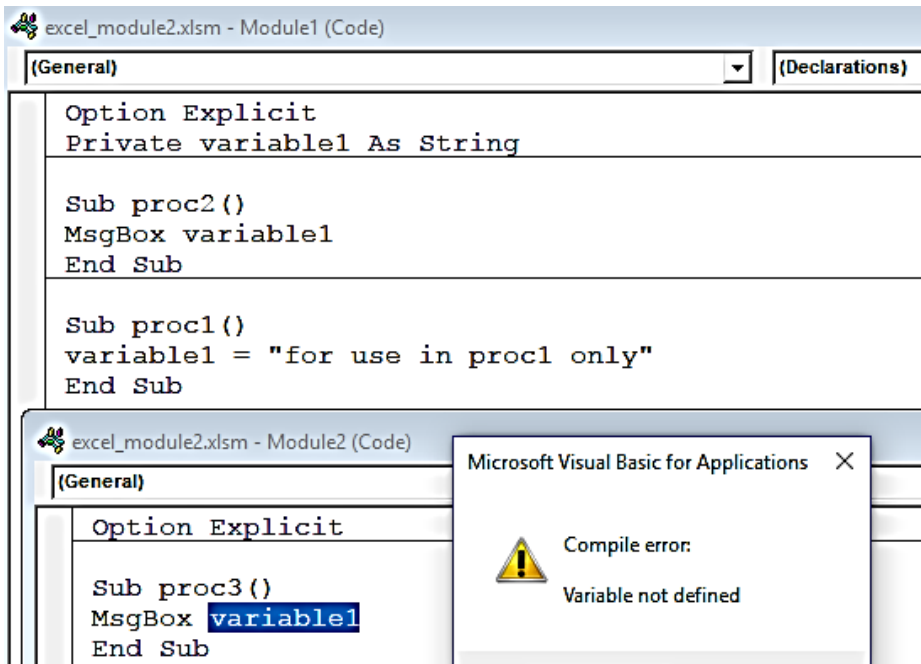 excel_module2.xlsm - Module1 (Code)
(General) (Declarations)
Option Explicit
Private variable1 As String
Sub proc2()
MsgBox variable1
End Sub
Sub proc1()
variable1 = "for use in proc1 only"
End Sub
excel_module2.xlsm - Module2 (Code)
(General)
Option Explicit
Sub proc3()
MsgBox variable1
End Sub
Microsoft Visual Basic for Applications
Compile error:
Variable not defined